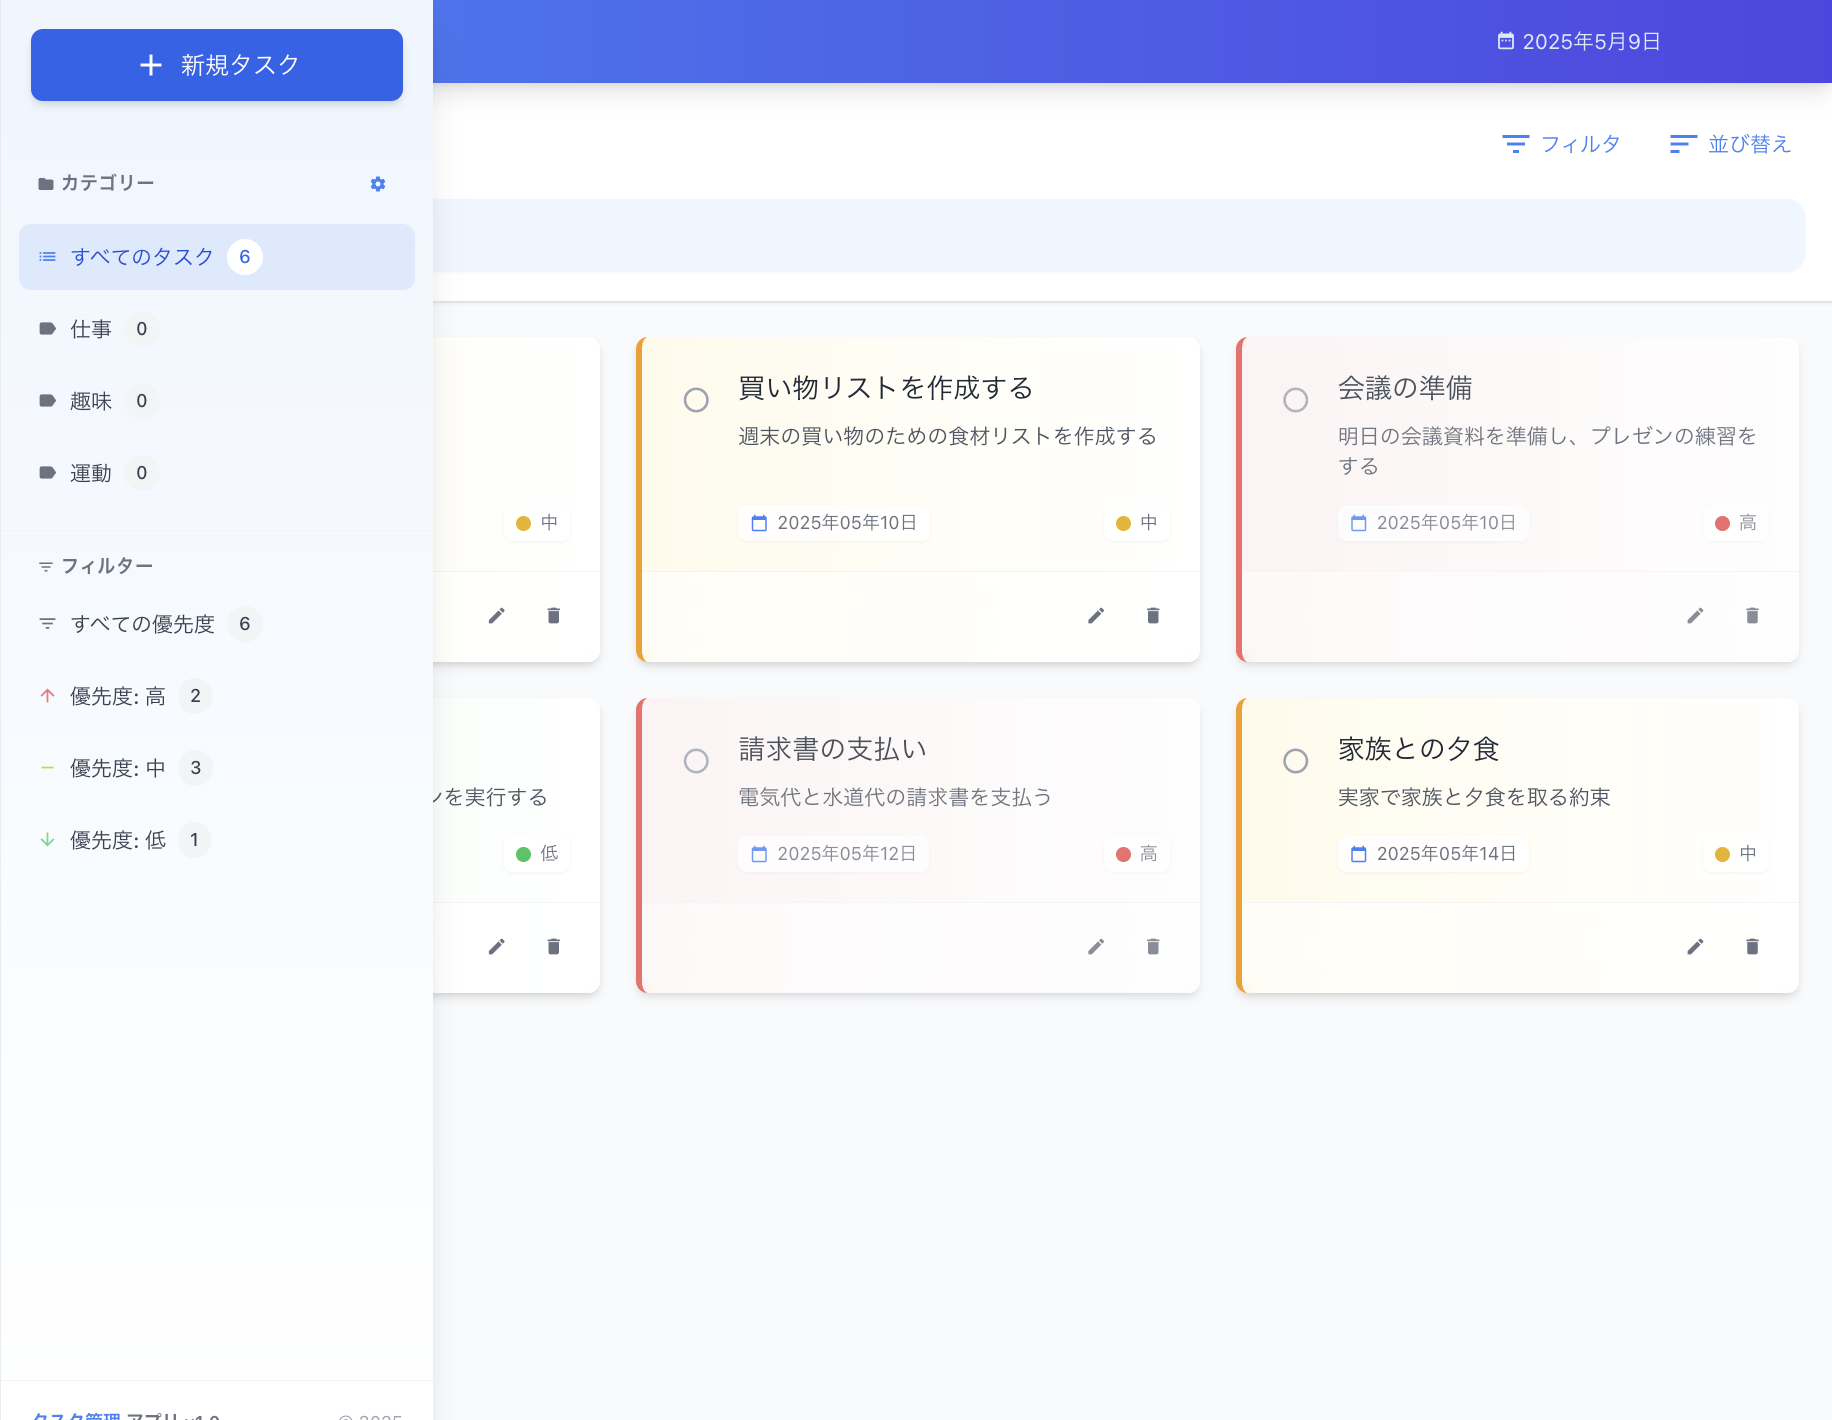 新規タスク
カテゴリー
すべてのタスク 6
仕事 0
趣味 0
運動 0
フィルター
すべての優先度 6
優先度: 高 2
優先度: 中 3
優先度: 低 1
タスク管理 アプリ v1.0
© 2025
2025年5月9日
フィルタ
並び替え
中
買い物リストを作成する
週末の買い物のための食材リストを作成する
2025年05月10日
中
会議の準備
明日の会議資料を準備し、プレゼンの練習を
する
2025年05月10日
高
を実行する
低
請求書の支払い
電気代と水道代の請求書を支払う
2025年05月12日
高
家族との夕食
実家で家族と夕食を取る約束
2025年05月14日
中